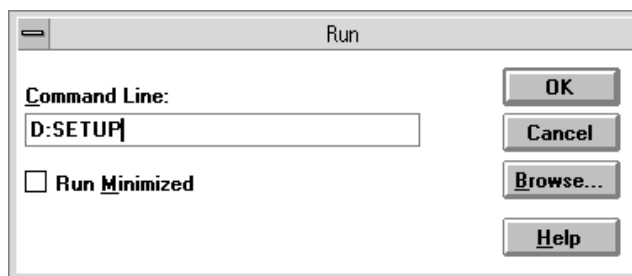 Run
Command Line:
D:SETUP
Run Minimized
OK
Cancel
Browse...
Help